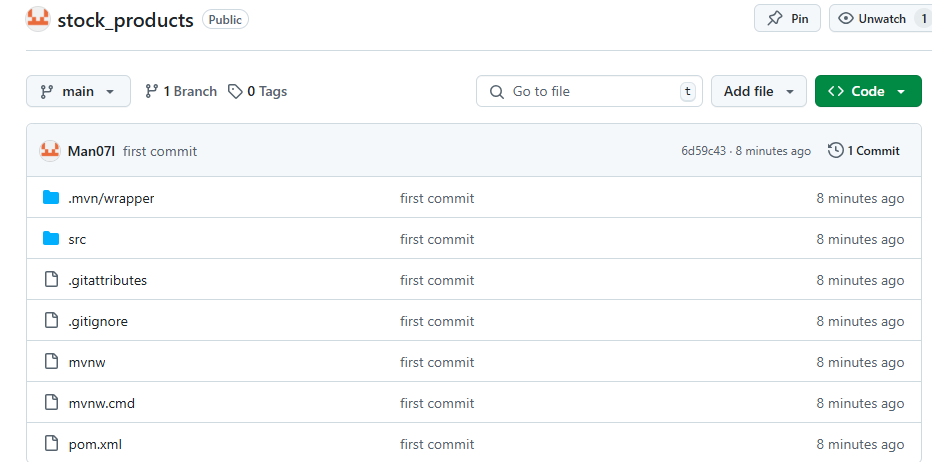 stock_products Public Pin Unwatch 1
main 1 Branch 0 Tags Go to file t Add file Code
Man07l first commit 6d59c43 · 8 minutes ago 1 Commit
.mvn/wrapper first commit 8 minutes ago
src first commit 8 minutes ago
.gitattributes first commit 8 minutes ago
.gitignore first commit 8 minutes ago
mvnw first commit 8 minutes ago
mvnw.cmd first commit 8 minutes ago
pom.xml first commit 8 minutes ago